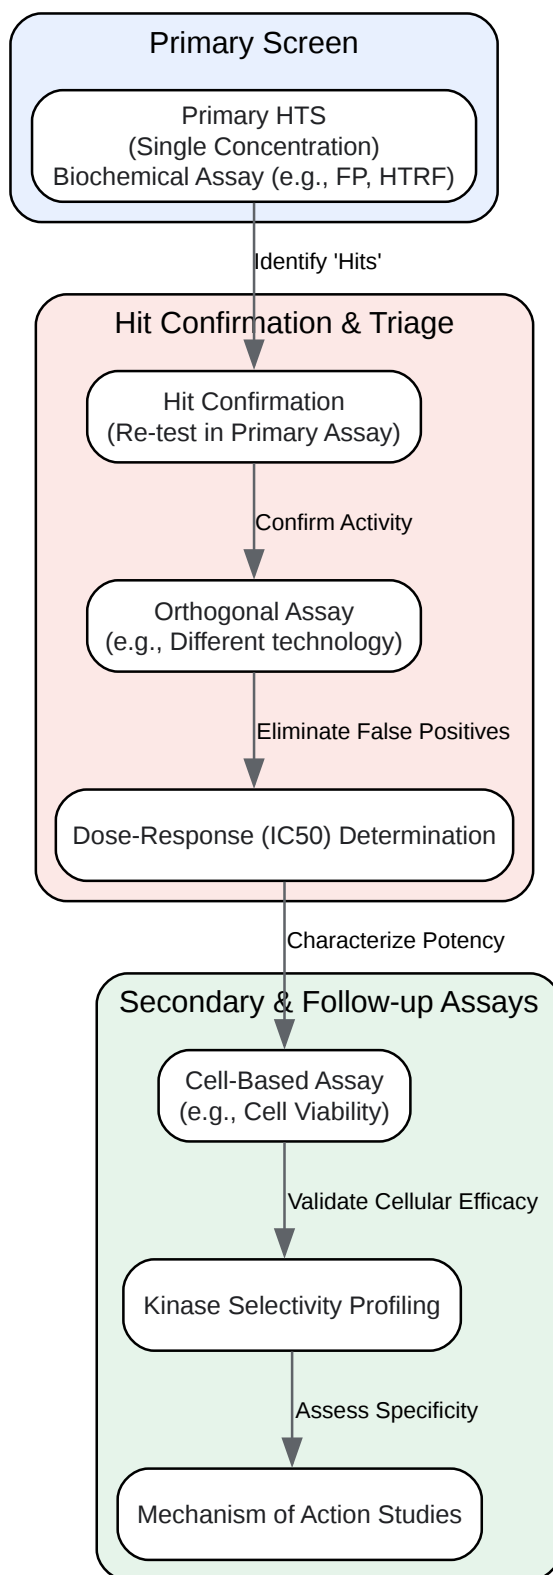 Primary Screen
Primary HTS
(Single Concentration)
Biochemical Assay (e.g., FP, HTRF)
Identify 'Hits'
Hit Confirmation & Triage
Hit Confirmation
(Re-test in Primary Assay)
Confirm Activity
Orthogonal Assay
(e.g., Different technology)
Eliminate False Positives
Dose-Response (IC50) Determination
Characterize Potency
Secondary & Follow-up Assays
Cell-Based Assay
(e.g., Cell Viability)
Validate Cellular Efficacy
Kinase Selectivity Profiling
Assess Specificity
Mechanism of Action Studies